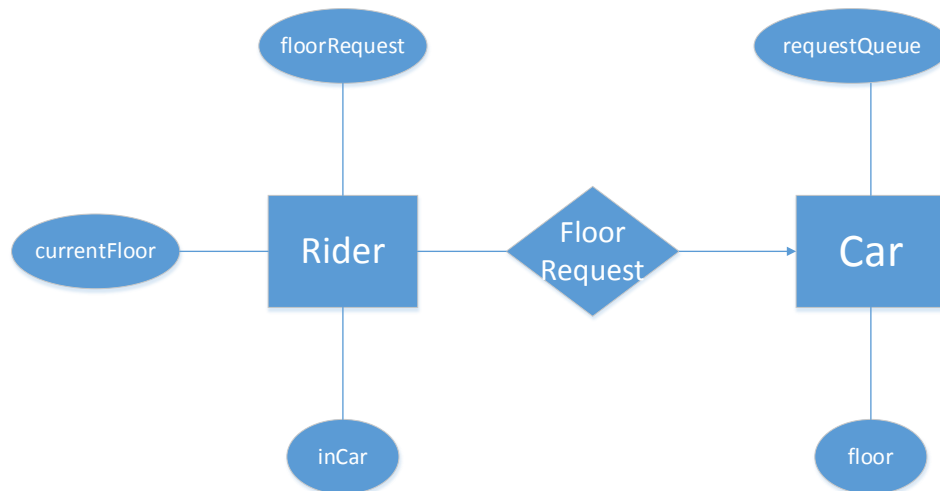 floorRequest
requestQueue
currentFloor
Rider
Floor
Request
Car
inCar
floor